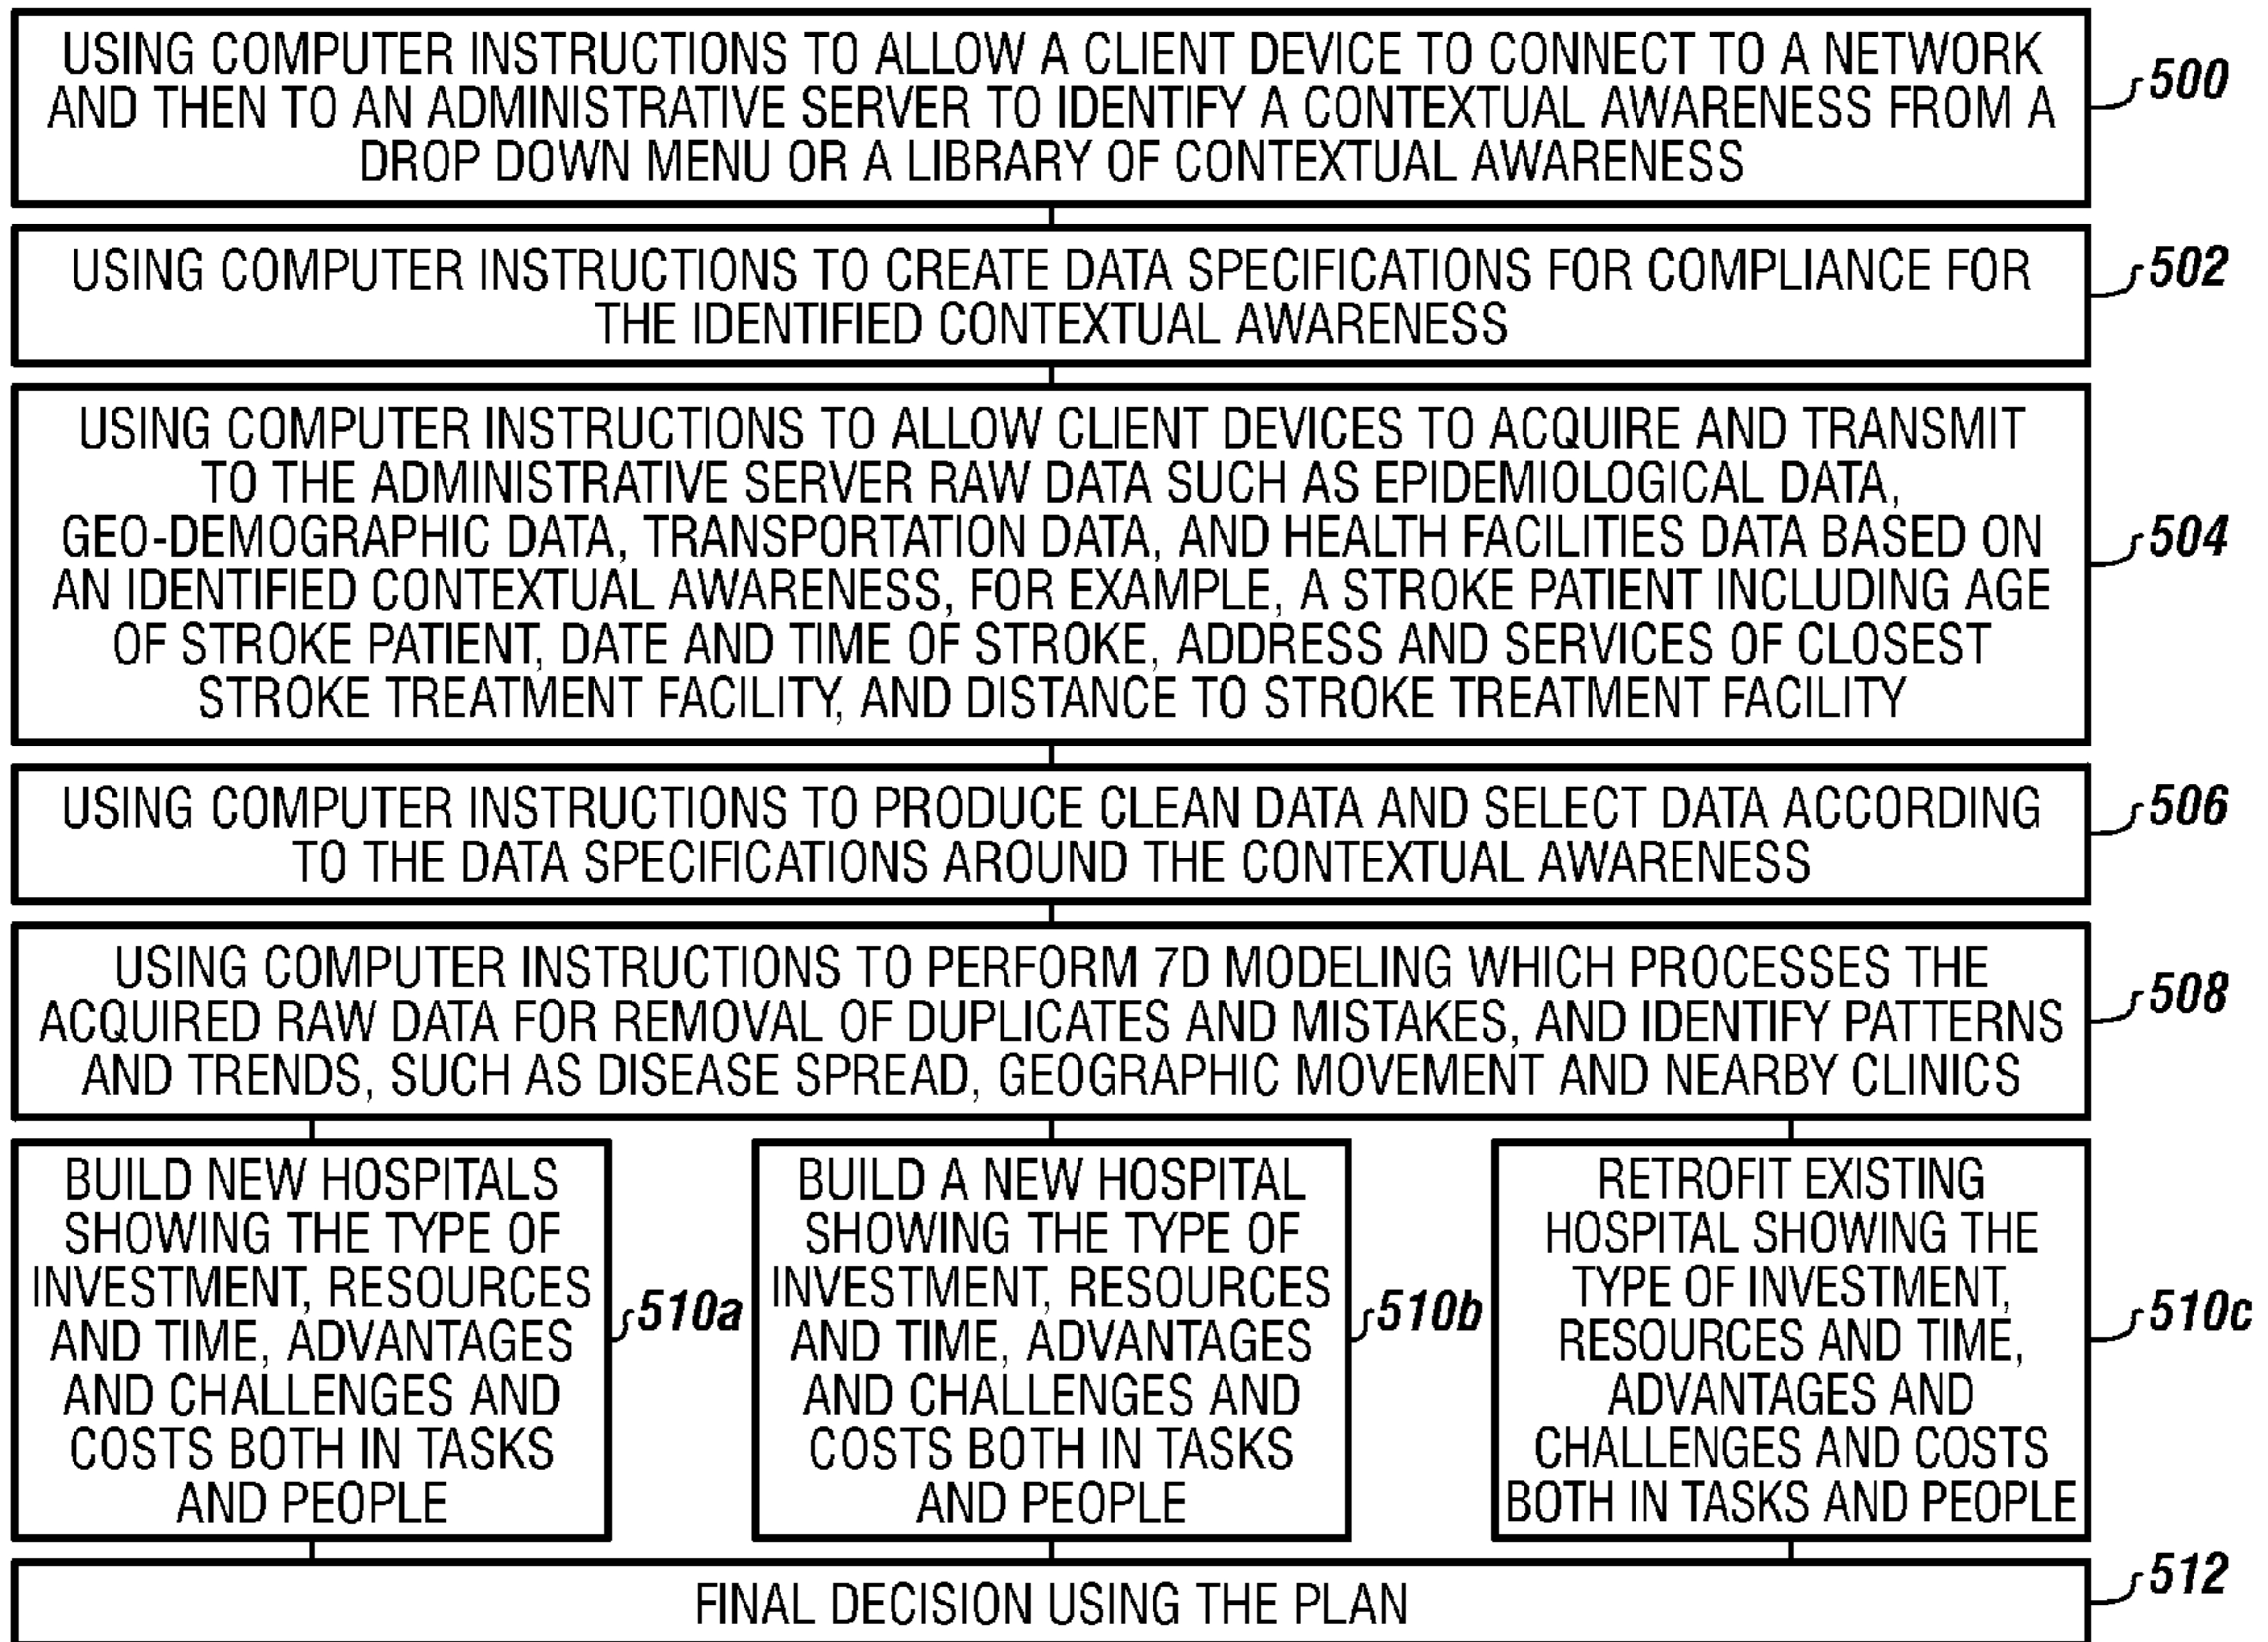 USING COMPUTER INSTRUCTIONS TO ALLOW A CLIENT DEVICE TO CONNECT TO A NETWORK
AND THEN TO AN ADMINISTRATIVE SERVER TO IDENTIFY A CONTEXTUAL AWARENESS FROM A
DROP DOWN MENU OR A LIBRARY OF CONTEXTUAL AWARENESS
500
USING COMPUTER INSTRUCTIONS TO CREATE DATA SPECIFICATIONS FOR COMPLIANCE FOR
THE IDENTIFIED CONTEXTUAL AWARENESS
502
USING COMPUTER INSTRUCTIONS TO ALLOW CLIENT DEVICES TO ACQUIRE AND TRANSMIT
TO THE ADMINISTRATIVE SERVER RAW DATA SUCH AS EPIDEMIOLOGICAL DATA,
GEO-DEMOGRAPHIC DATA, TRANSPORTATION DATA, AND HEALTH FACILITIES DATA BASED ON
AN IDENTIFIED CONTEXTUAL AWARENESS, FOR EXAMPLE, A STROKE PATIENT INCLUDING AGE
OF STROKE PATIENT, DATE AND TIME OF STROKE, ADDRESS AND SERVICES OF CLOSEST
STROKE TREATMENT FACILITY, AND DISTANCE TO STROKE TREATMENT FACILITY
504
USING COMPUTER INSTRUCTIONS TO PRODUCE CLEAN DATA AND SELECT DATA ACCORDING
TO THE DATA SPECIFICATIONS AROUND THE CONTEXTUAL AWARENESS
506
USING COMPUTER INSTRUCTIONS TO PERFORM 7D MODELING WHICH PROCESSES THE
ACQUIRED RAW DATA FOR REMOVAL OF DUPLICATES AND MISTAKES, AND IDENTIFY PATTERNS
AND TRENDS, SUCH AS DISEASE SPREAD, GEOGRAPHIC MOVEMENT AND NEARBY CLINICS
508
BUILD NEW HOSPITALS
SHOWING THE TYPE OF
INVESTMENT, RESOURCES
AND TIME, ADVANTAGES
AND CHALLENGES AND
COSTS BOTH IN TASKS
AND PEOPLE
510a
BUILD A NEW HOSPITAL
SHOWING THE TYPE OF
INVESTMENT, RESOURCES
AND TIME, ADVANTAGES
AND CHALLENGES AND
COSTS BOTH IN TASKS
AND PEOPLE
510b
RETROFIT EXISTING
HOSPITAL SHOWING THE
TYPE OF INVESTMENT,
RESOURCES AND TIME,
ADVANTAGES AND
CHALLENGES AND COSTS
BOTH IN TASKS AND PEOPLE
510c
FINAL DECISION USING THE PLAN
512